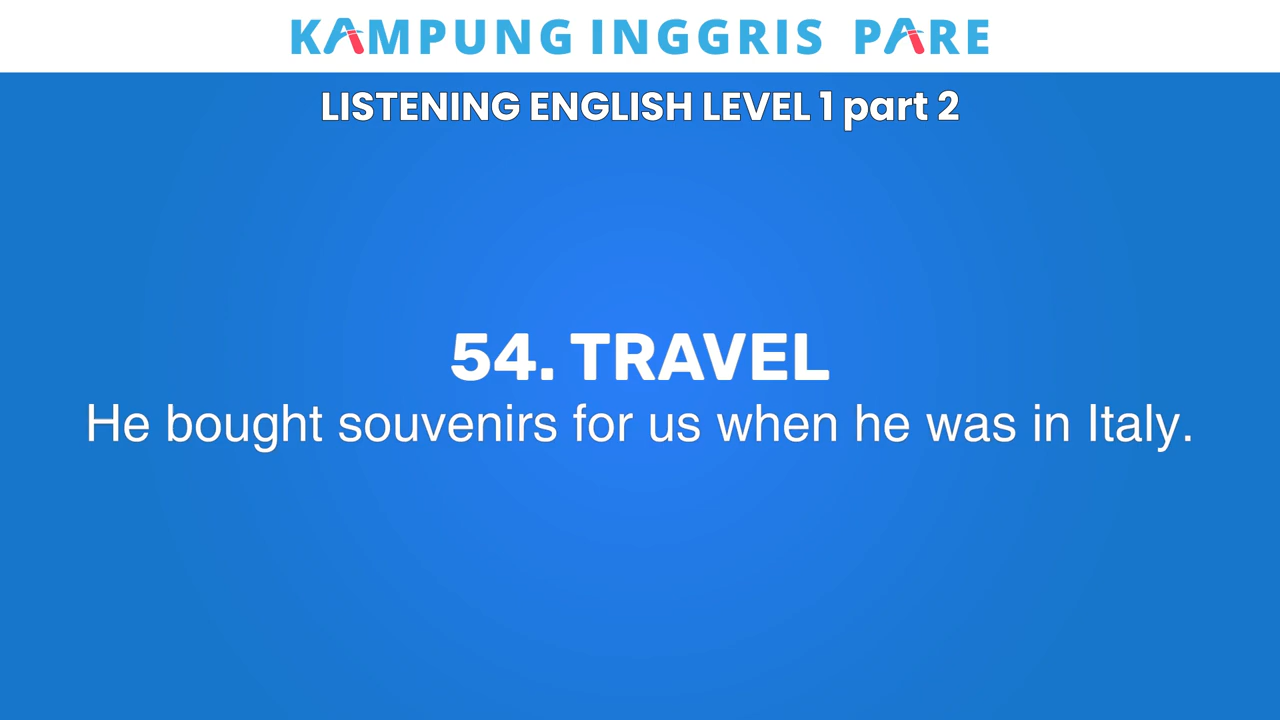 KAMPUNG INGGRIS PARE
LISTENING ENGLISH LEVEL 1 part 2
54. TRAVEL
He bought souvenirs for us when he was in Italy.